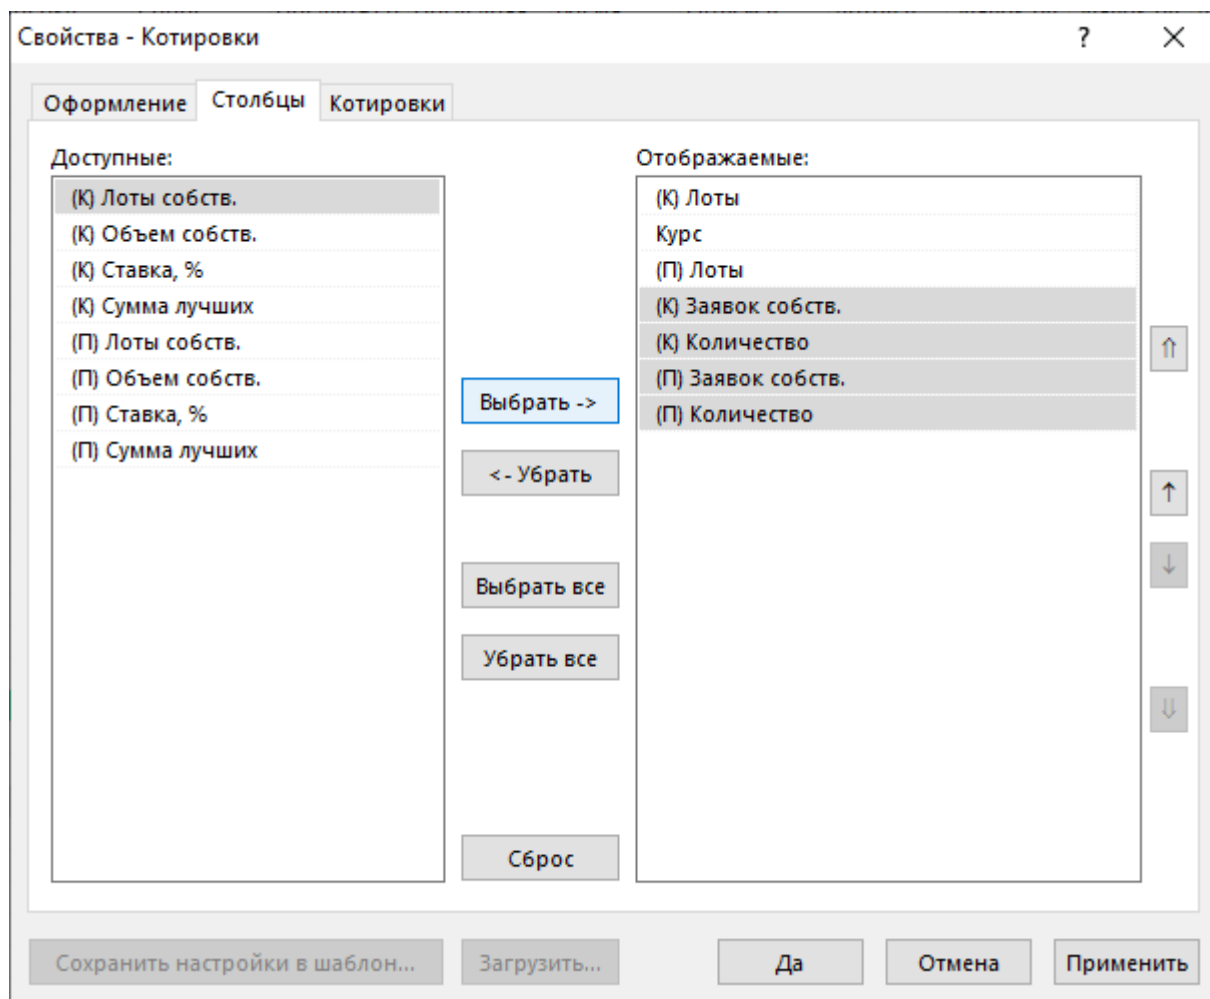 Свойства - Котировки
?
Оформление Столбцы Котировки
Доступные:
(К) Лоты собств.
(К) Объем собств.
(К) Ставка, %
(К) Сумма лучших
(П) Лоты собств.
(П) Объем собств.
(П) Ставка, %
(П) Сумма лучших
Выбрать ->
<- Убрать
Выбрать все
Убрать все
Сброс
Отображаемые:
(К) Лоты
Курс
(П) Лоты
(К) Заявок собств.
(К) Количество
(П) Заявок собств.
(П) Количество
⇑
↑
↓
⇓
Сохранить настройки в шаблон... Загрузить... Да Отмена Применить